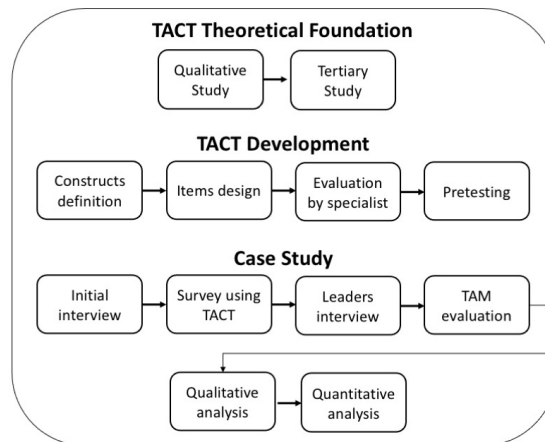 TACT Theoretical Foundation
Qualitative
Study
Tertiary
Study
TACT Development
Constructs
definition
Items design
Evaluation
by specialist
Pretesting
Case Study
Initial
interview
Survey using
TACT
Leaders
interview
TAM
evaluation
Qualitative
analysis
Quantitative
analysis